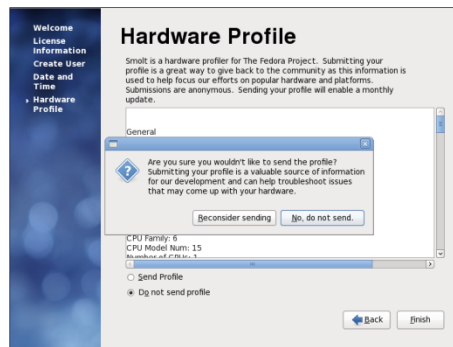 Welcome
License
Information
Create User
Date and
Time
Hardware
Profile
Hardware Profile
Smolt is a hardware profiler for The Fedora Project. Submitting your
profile is a great way to give back to the community as this information is
used to help focus our efforts on popular hardware and platforms.
Submissions are anonymous. Sending your profile will enable a monthly
update.
General
Are you sure you wouldn't like to send the profile?
Submitting your profile is a valuable source of information
for our development and can help troubleshoot issues
that may come up with your hardware.
Reconsider sending
No, do not send.
CPU Family: 6
CPU Model Num: 15
Number of CPUs: 1
Send Profile
Do not send profile
Back
Finish